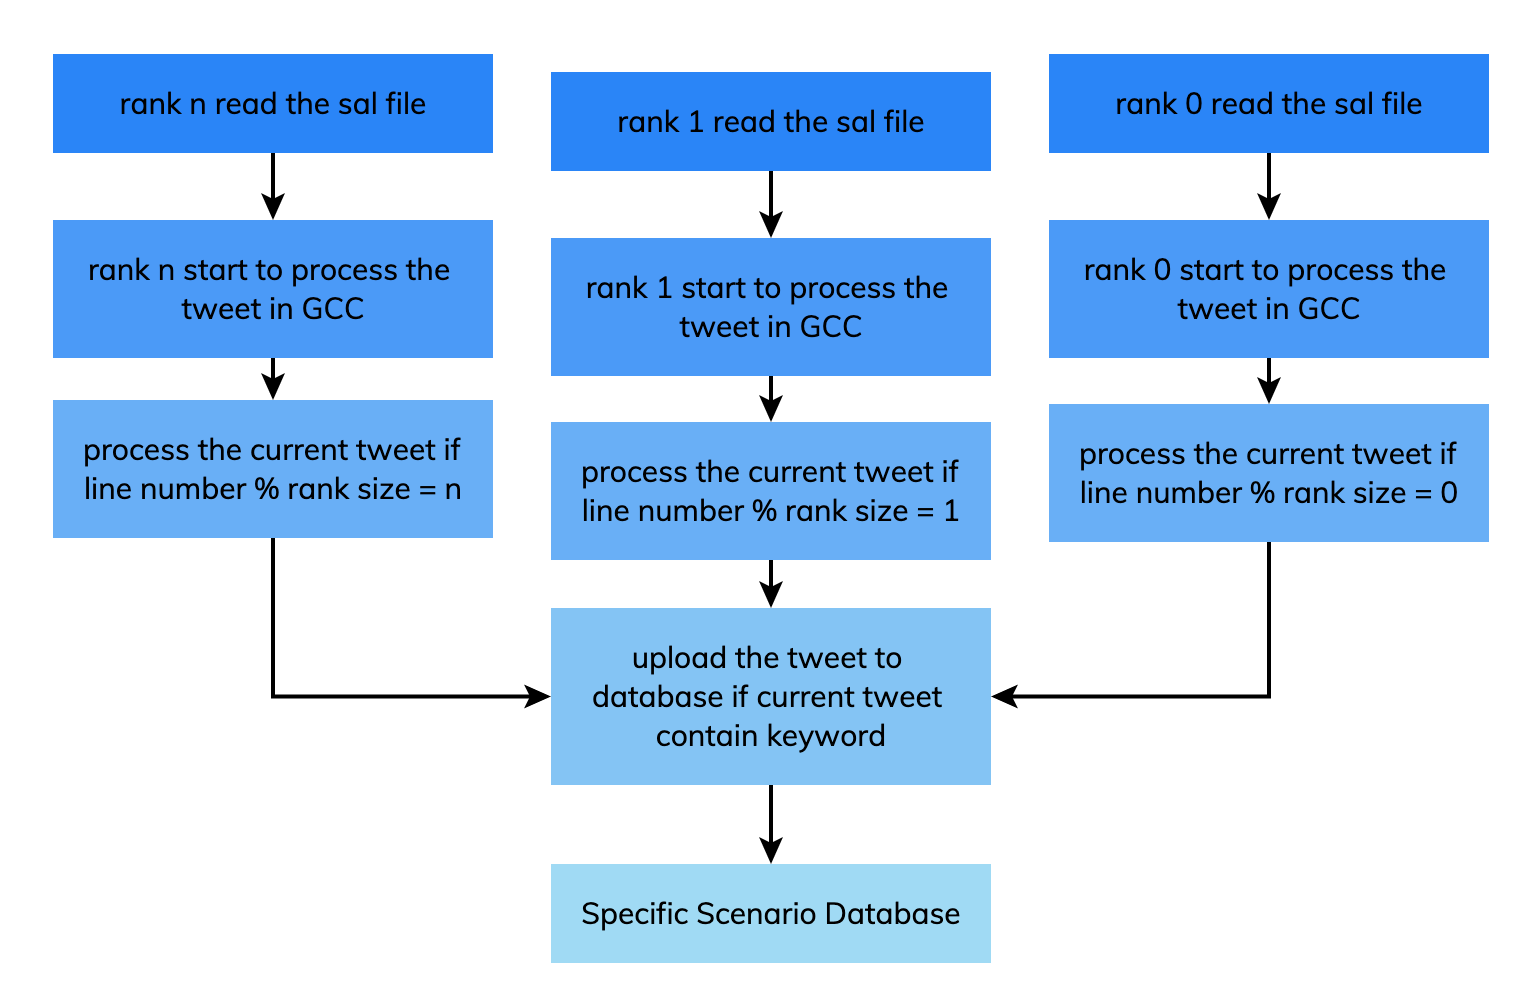 rank n read the sal file
rank n start to process the
tweet in GCC
process the current tweet if
line number % rank size = n
rank 1 read the sal file
rank 1 start to process the
tweet in GCC
process the current tweet if
line number % rank size = 1
rank 0 read the sal file
rank 0 start to process the
tweet in GCC
process the current tweet if
line number % rank size = 0
upload the tweet to
database if current tweet
contain keyword
Specific Scenario Database